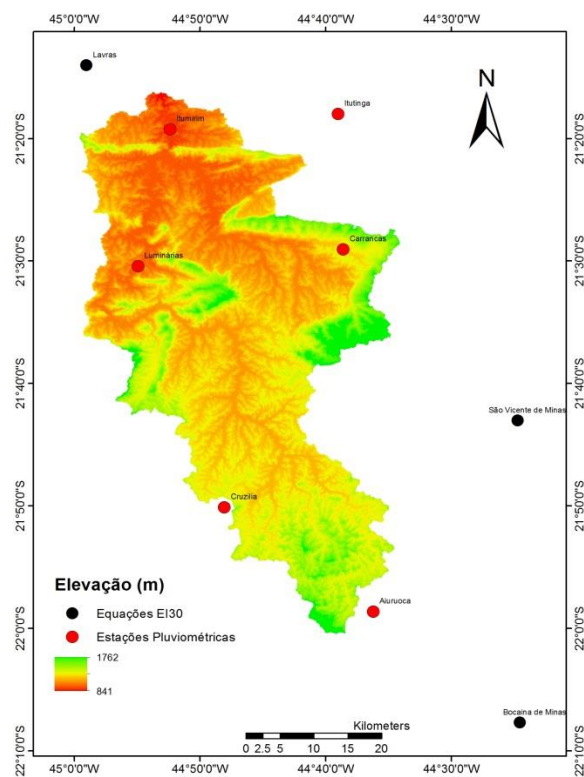 45°0'0"W 44°50'0"W 44°40'0"W 44°30'0"W
Lavras
N
Itutinga
Itumirim
21°20'0"S 21°20'0"S
Carrancas
Luminárias
21°30'0"S 21°30'0"S
21°40'0"S 21°40'0"S
São Vicente de Minas
Cruzília
21°50'0"S 21°50'0"S
Elevação (m)
Equações EI30
Aiuruoca
Estações Pluviométricas
22°0'0"S 22°0'0"S
1762
841
Bocaina de Minas
Kilometers
0 2.5 5 10 15 20
22°10'0"S 22°10'0"S
45°0'0"W 44°50'0"W 44°40'0"W 44°30'0"W